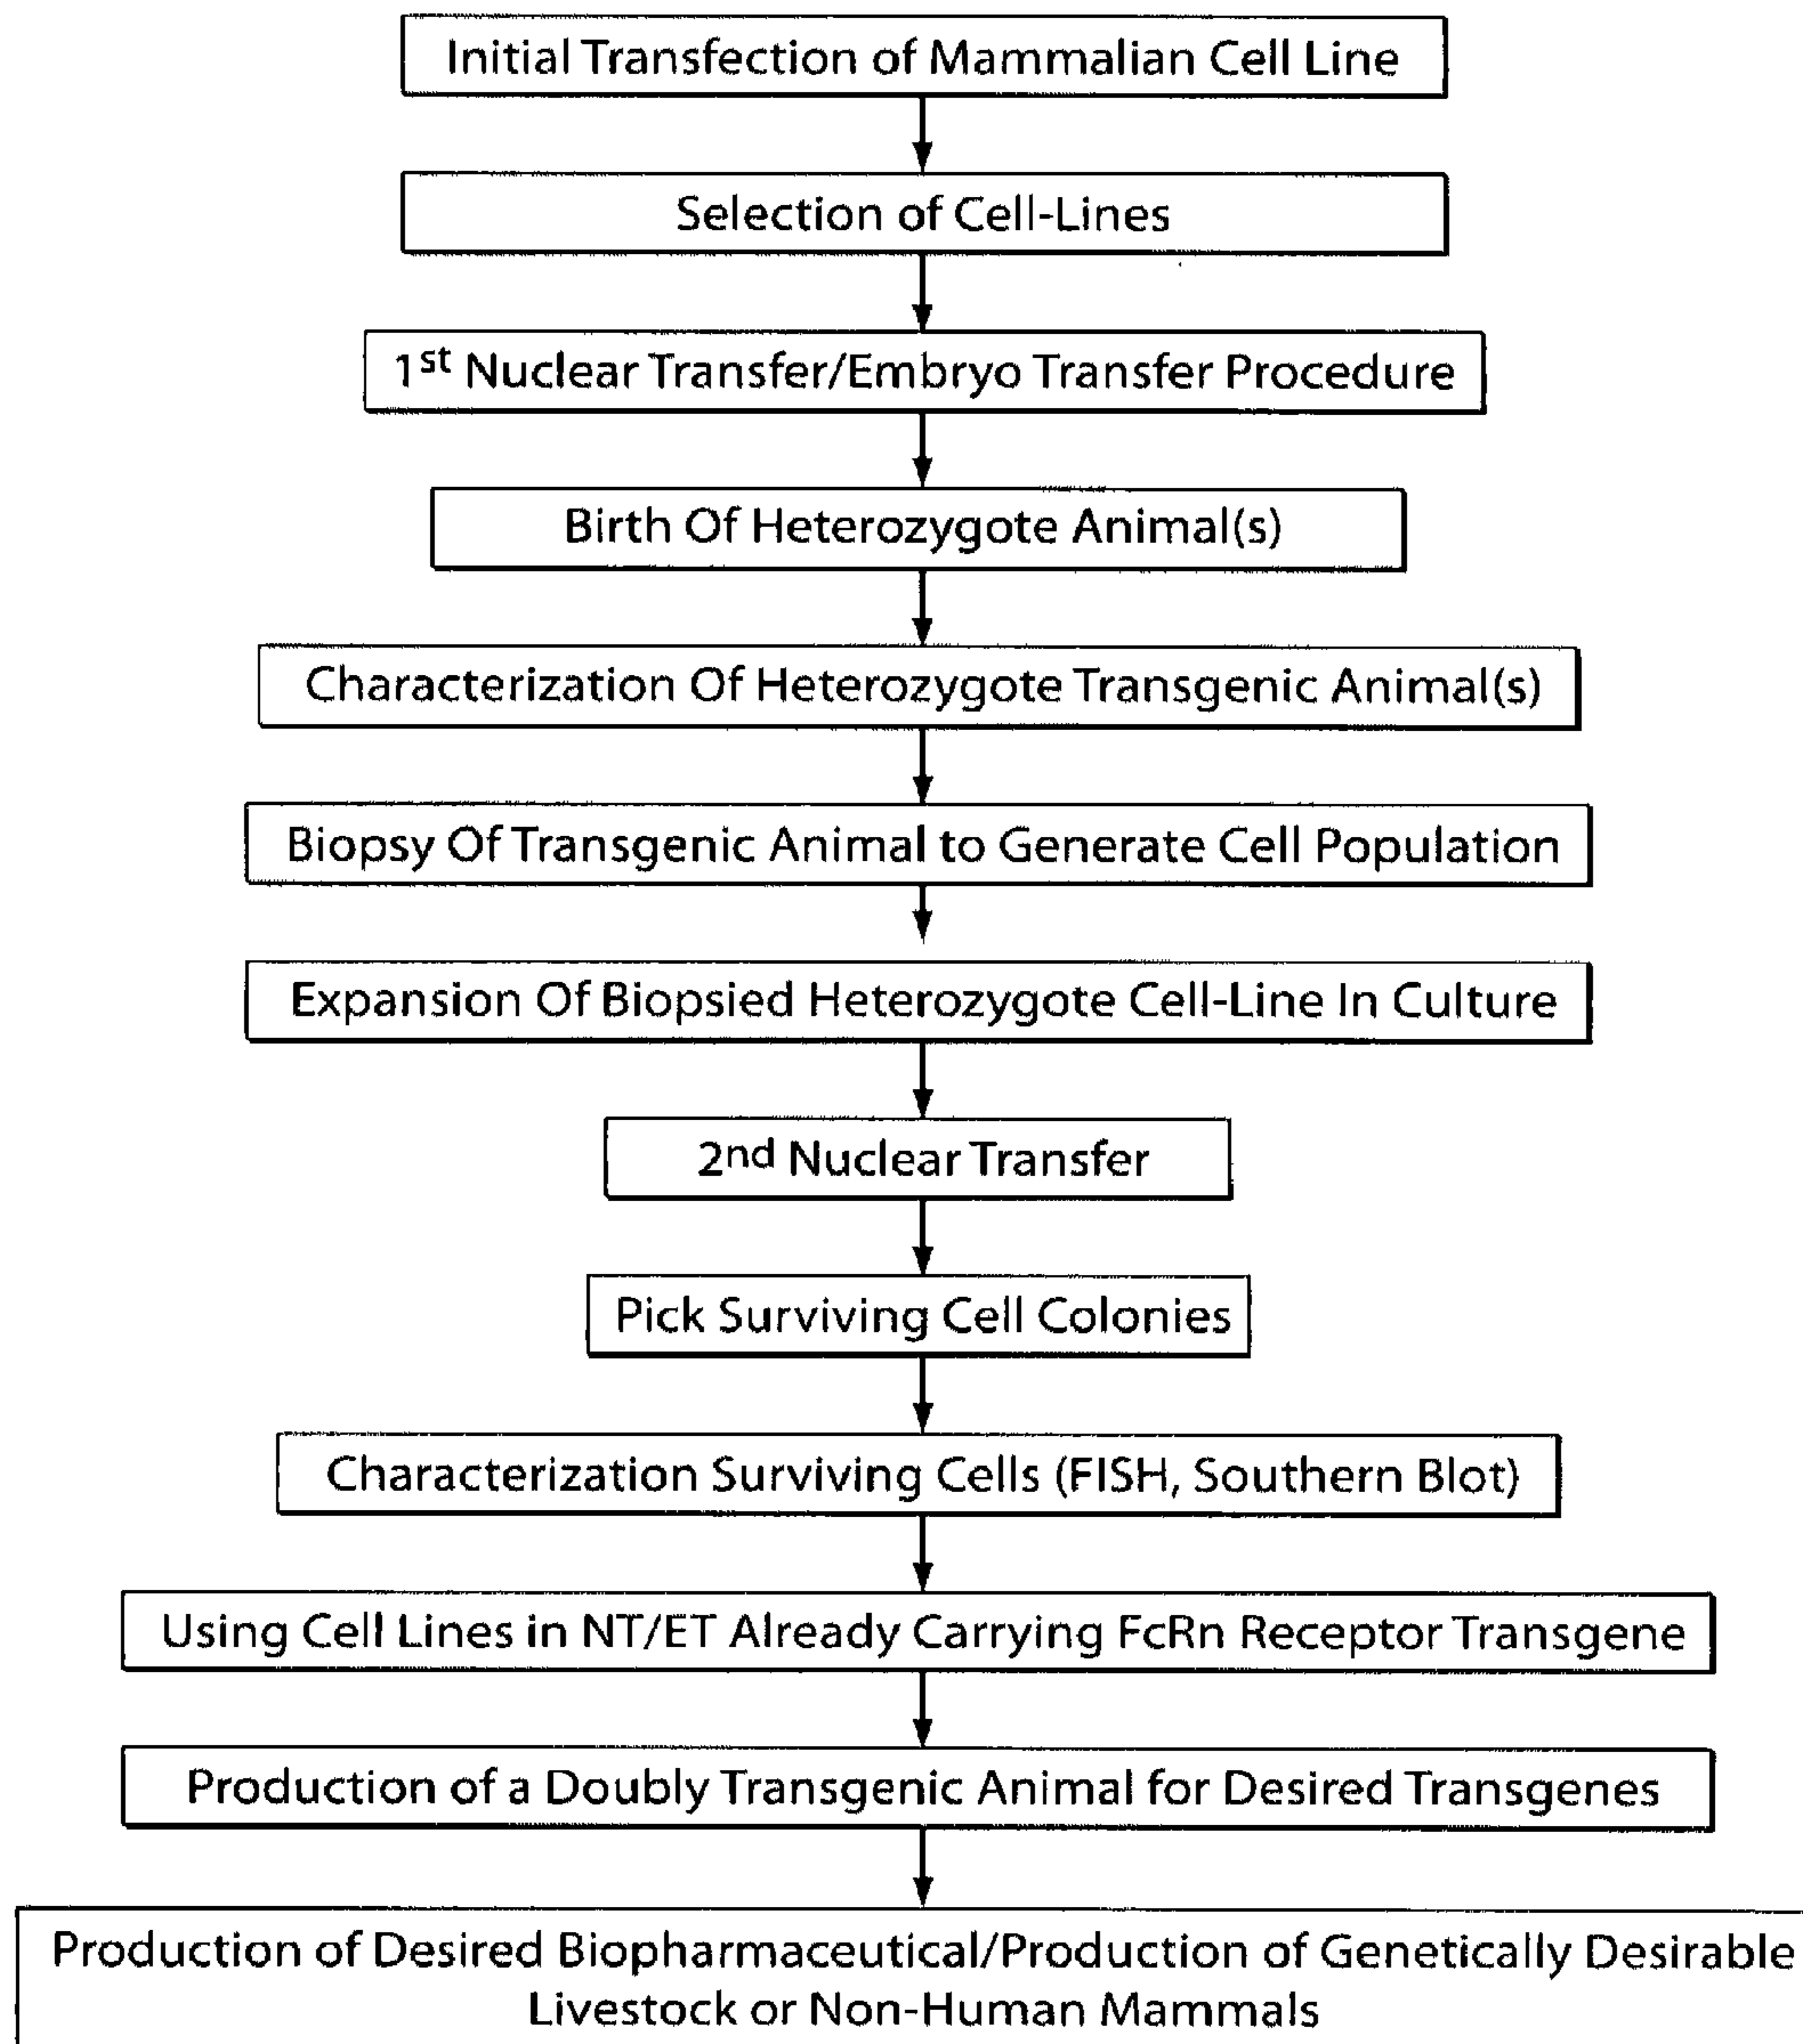 Initial Transfection of Mammalian Cell Line
Selection of Cell-Lines
1st Nuclear Transfer/Embryo Transfer Procedure
Birth Of Heterozygote Animal(s)
Characterization Of Heterozygote Transgenic Animal(s)
Biopsy Of Transgenic Animal to Generate Cell Population
Expansion Of Biopsied Heterozygote Cell-Line In Culture
2nd Nuclear Transfer
Pick Surviving Cell Colonies
Characterization Surviving Cells (FISH, Southern Blot)
Using Cell Lines in NT/ET Already Carrying FcRn Receptor Transgene
Production of a Doubly Transgenic Animal for Desired Transgenes
Production of Desired Biopharmaceutical/Production of Genetically Desirable
Livestock or Non-Human Mammals